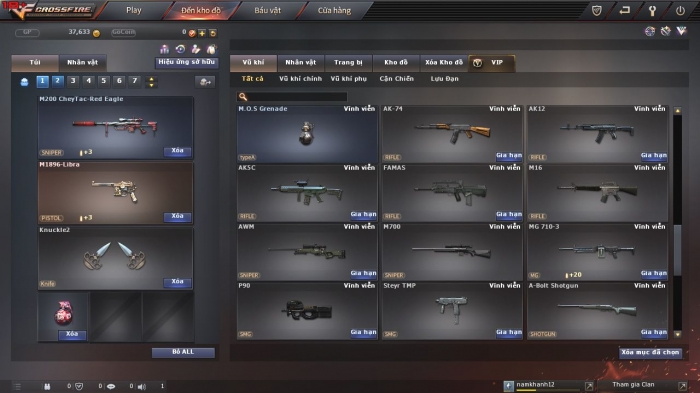 CROSSFIRE
Play
Đến kho đồ
Báu vật
Cửa hàng
GP 37,633
GoCoin 0
Túi
Nhân vật
Hiệu ứng sở hữu
1 2 3 4 5 6 7
M200 CheyTac-Red Eagle
SNIPER +3 Xóa
M1896-Libra
PISTOL +3 Xóa
Knuckle2
Knife Xóa
Xóa
Bỏ ALL
Vũ khí
Nhân vật
Trang bị
Kho đồ
Xóa Kho đồ
VIP
Tất cả
Vũ khí chính
Vũ khí phụ
Cận Chiến
Lựu Đạn
M.O.S Grenade Vĩnh viễn
typeA
AK-74 Vĩnh viễn
RIFLE Gia hạn
AK12 Vĩnh viễn
RIFLE Gia hạn
AK5C Vĩnh viễn
RIFLE Gia hạn
FAMAS Vĩnh viễn
RIFLE Gia hạn
M16 Vĩnh viễn
RIFLE Gia hạn
AWM Vĩnh viễn
SNIPER Gia hạn
M700 Vĩnh viễn
SNIPER Gia hạn
MG 710-3 Vĩnh viễn
MG +20 Gia hạn
P90 Vĩnh viễn
SMG Gia hạn
Steyr TMP Vĩnh viễn
SMG Gia hạn
A-Bolt Shotgun Vĩnh viễn
SHOTGUN Gia hạn
Xóa mục đã chọn
0 0 0 1
namkhanh12
Tham gia Clan